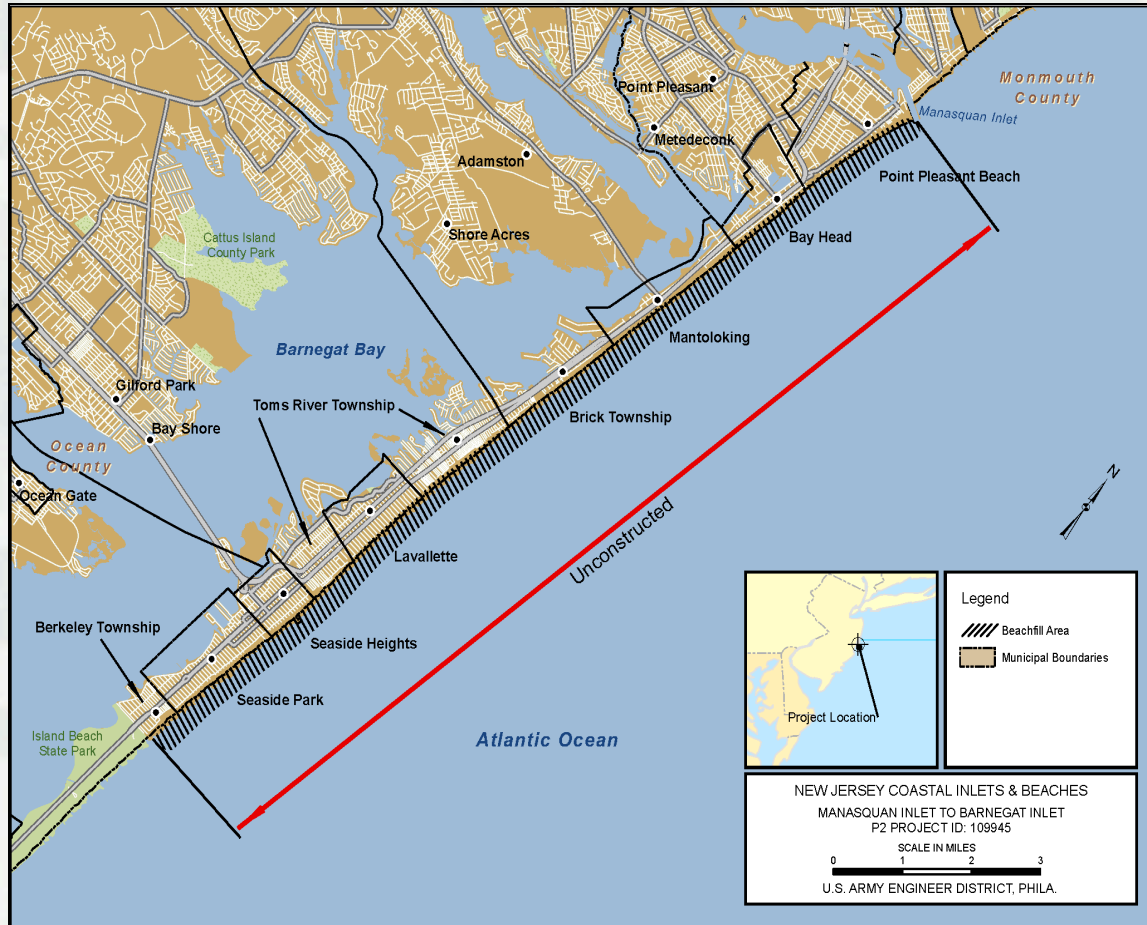 Monmouth
County
Manasquan Inlet
Point Pleasant
Metedeconk
Adamston
Point Pleasant Beach
Shore Acres
Bay Head
Cattus Island
County Park
Mantoloking
Barnegat Bay
Gilford Park
Toms River Township
Brick Township
Bay Shore
Ocean
County
Ocean Gate
N
Lavallette
Unconstructed
Berkeley Township
Seaside Heights
Seaside Park
Island Beach
State Park
Atlantic Ocean
Project Location
Legend
Beachfill Area
Municipal Boundaries
NEW JERSEY COASTAL INLETS & BEACHES
MANASQUAN INLET TO BARNEGAT INLET
P2 PROJECT ID: 109945
SCALE IN MILES
0 1 2 3
U.S. ARMY ENGINEER DISTRICT, PHILA.